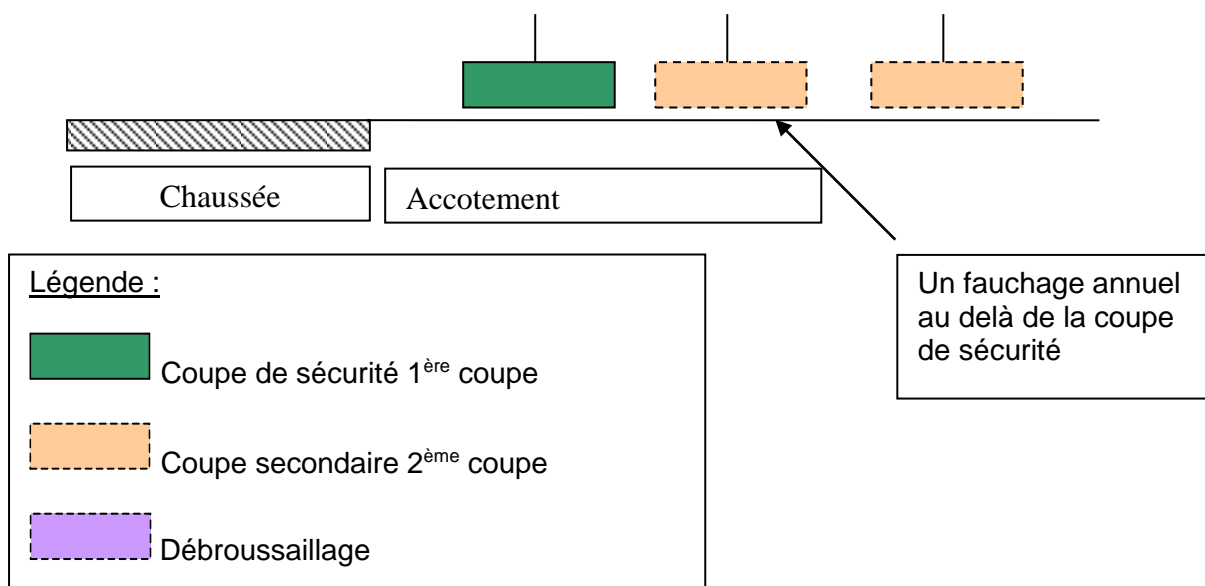 Chaussée
Accotement
Légende :
Coupe de sécurité 1ère coupe
Coupe secondaire 2ème coupe
Débroussaillage
Un fauchage annuel
au delà de la coupe
de sécurité